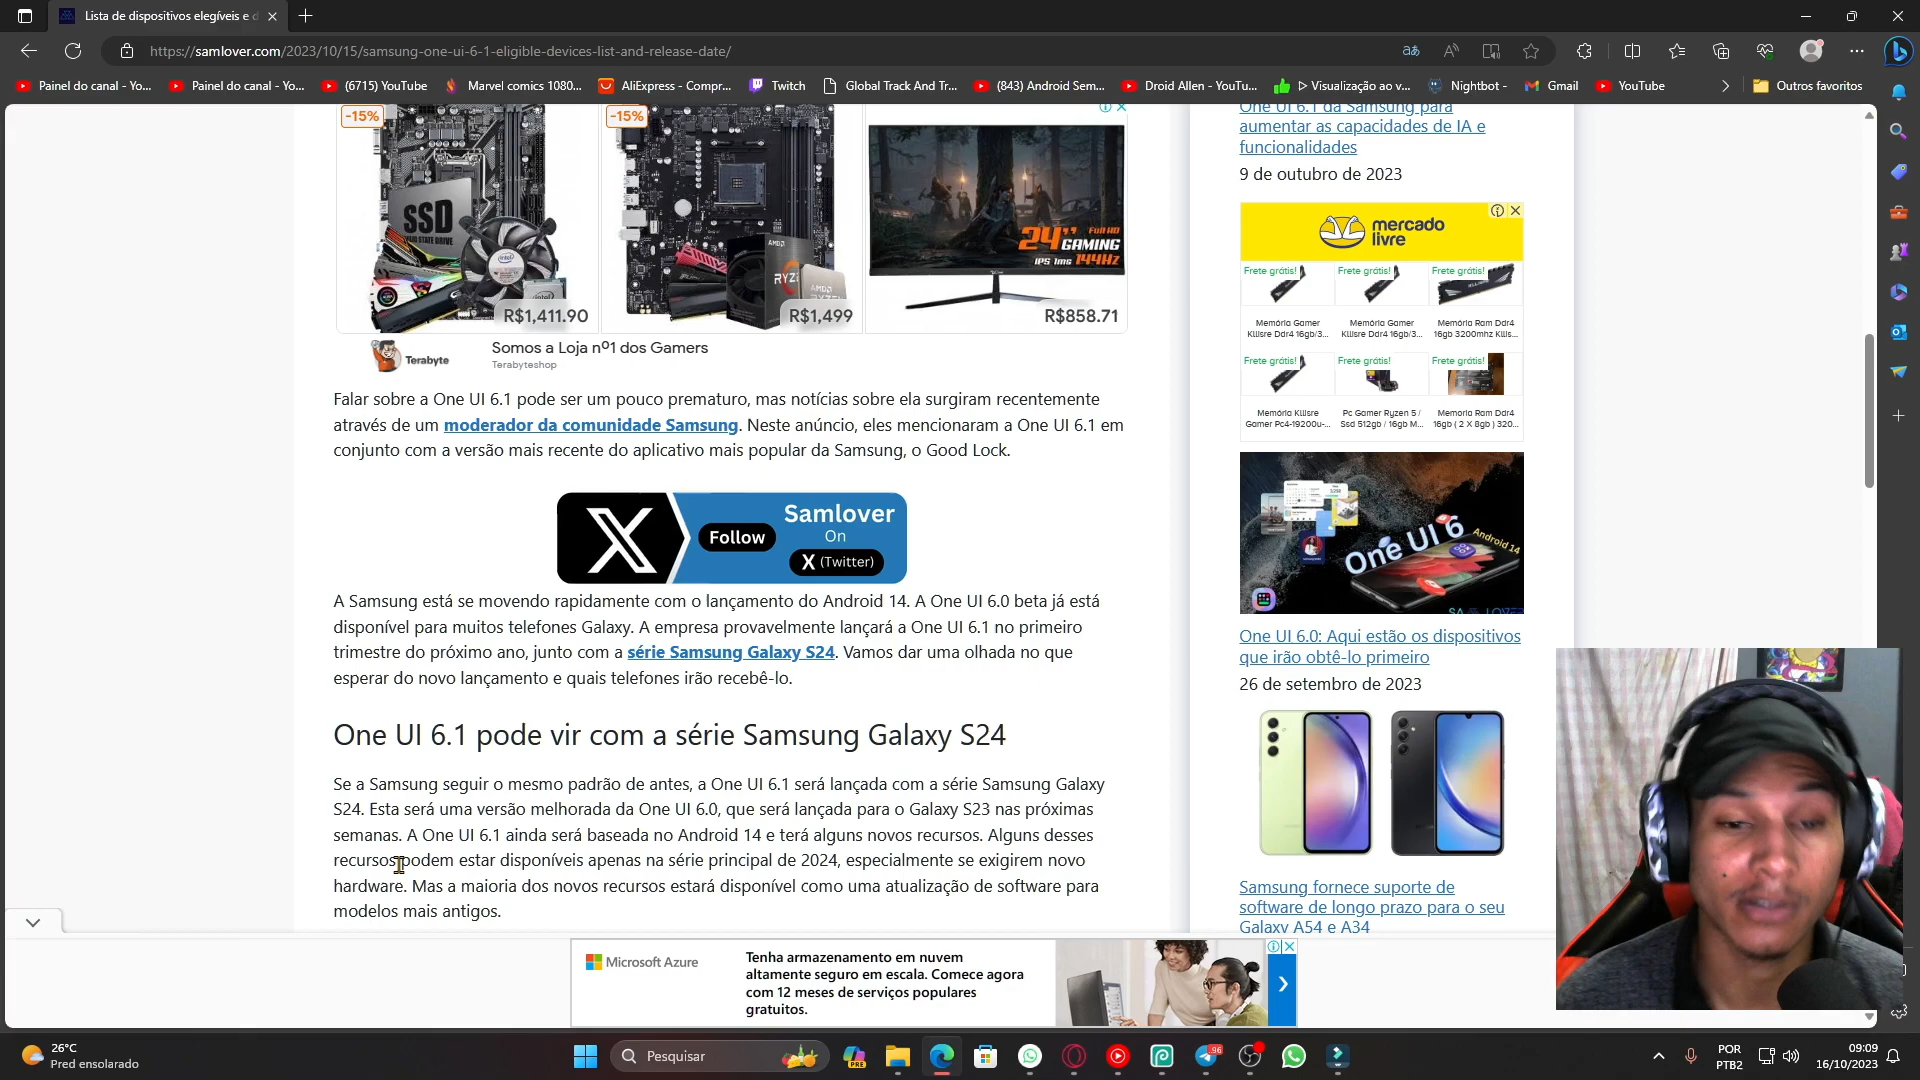 Lista de dispositivos elegíveis e d
https://samlover.com/2023/10/15/samsung-one-ui-6-1-eligible-devices-list-and-release-date/
Painel do canal - Yo...
Painel do canal - Yo...
(6715) YouTube
Marvel comics 1080...
AliExpress - Compr...
Twitch
Global Track And Tr...
(843) Android Sem...
Droid Allen - YouTu...
▷ Visualização ao v...
Nightbot -
Gmail
YouTube
Outros favoritos
-15%
SSD
R$1,411.90
-15%
AMD
RYZE
R$1,499
24" Full HD
GAMING
IPS 1ms 144Hz
R$858.71
Terabyte
Somos a Loja nº1 dos Gamers
Terabyteshop
Falar sobre a One UI 6.1 pode ser um pouco prematuro, mas notícias sobre ela surgiram recentemente
através de um moderador da comunidade Samsung. Neste anúncio, eles mencionaram a One UI 6.1 em
conjunto com a versão mais recente do aplicativo mais popular da Samsung, o Good Lock.
Follow
Samlover
On
X (Twitter)
A Samsung está se movendo rapidamente com o lançamento do Android 14. A One UI 6.0 beta já está
disponível para muitos telefones Galaxy. A empresa provavelmente lançará a One UI 6.1 no primeiro
trimestre do próximo ano, junto com a série Samsung Galaxy S24. Vamos dar uma olhada no que
esperar do novo lançamento e quais telefones irão recebê-lo.
One UI 6.1 pode vir com a série Samsung Galaxy S24
Se a Samsung seguir o mesmo padrão de antes, a One UI 6.1 será lançada com a série Samsung Galaxy
S24. Esta será uma versão melhorada da One UI 6.0, que será lançada para o Galaxy S23 nas próximas
semanas. A One UI 6.1 ainda será baseada no Android 14 e terá alguns novos recursos. Alguns desses
recursos podem estar disponíveis apenas na série principal de 2024, especialmente se exigirem novo
hardware. Mas a maioria dos novos recursos estará disponível como uma atualização de software para
modelos mais antigos.
One UI 6.1 da Samsung para
aumentar as capacidades de IA e
funcionalidades
9 de outubro de 2023
mercado
livre
Frete grátis!
Frete grátis!
Frete grátis!
Memória Gamer
Kllisre Ddr4 16gb/3...
Memória Gamer
Kllisre Ddr4 16gb/3...
Memória Ram Ddr4
16gb 3200mhz Kllis...
Frete grátis!
Frete grátis!
Frete grátis!
Memória Kllisre
Gamer Pc4-19200u-...
Pc Gamer Ryzen 5 /
Ssd 512gb / 16gb M...
Memoria Ram Ddr4
16gb ( 2 X 8gb ) 320...
One UI 6
Android 14
One UI 6.0: Aqui estão os dispositivos
que irão obtê-lo primeiro
26 de setembro de 2023
Samsung fornece suporte de
software de longo prazo para o seu
Galaxy A54 e A34
Microsoft Azure
Tenha armazenamento em nuvem
altamente seguro em escala. Comece agora
com 12 meses de serviços populares
gratuitos.
26°C
Pred ensolarado
Pesquisar
PRE
96
POR
PTB2
09:09
16/10/2023